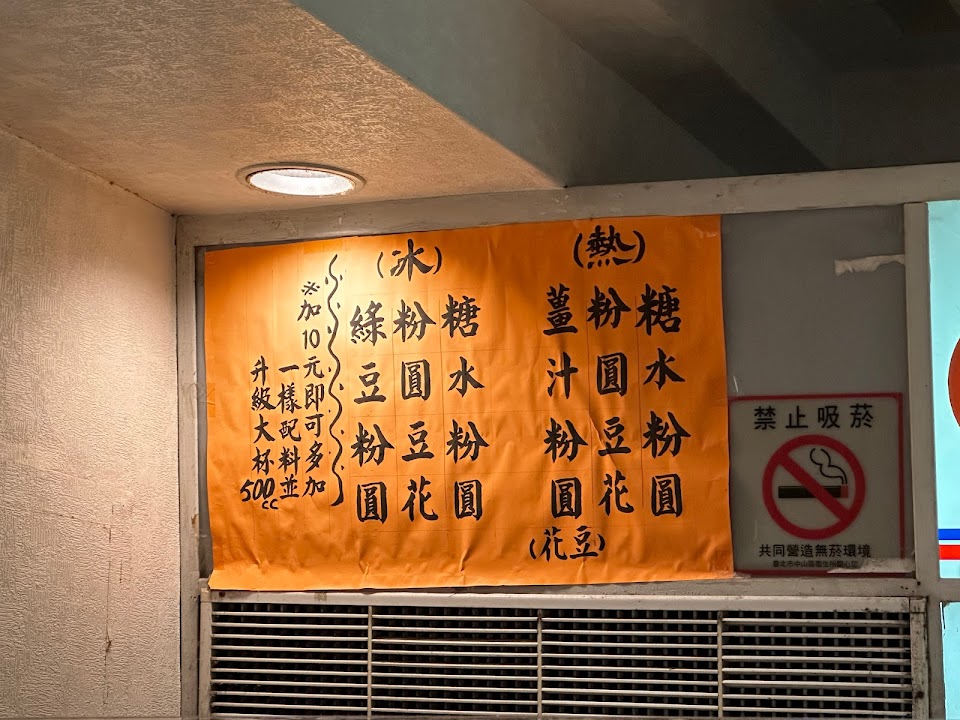 (熱)
糖水粉圓
粉圓豆花
薑汁粉圓
(豆花)
(冰)
糖水粉圓
粉圓豆花
綠豆粉圓
※加10元即可多加
一樣配料並
升級大杯500cc
禁止吸菸
共同營造無菸環境